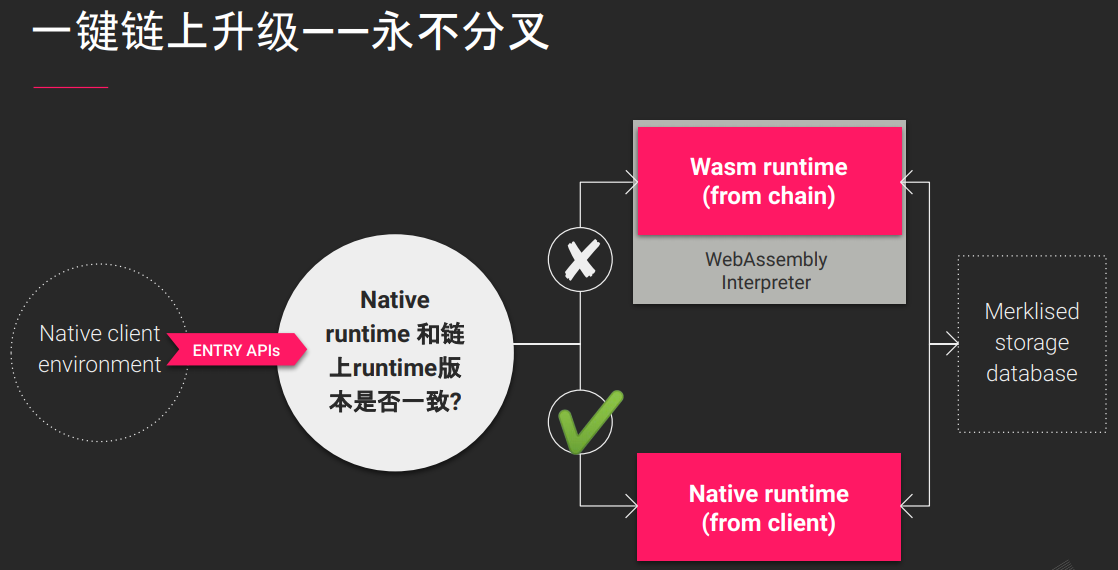 一键链上升级——永不分叉
Wasm runtime
(from chain)
WebAssembly
Interpreter
Native client
environment
ENTRY APIs
Native
runtime 和链
上runtime版
本是否一致?
Merklised
storage
database
Native runtime
(from client)